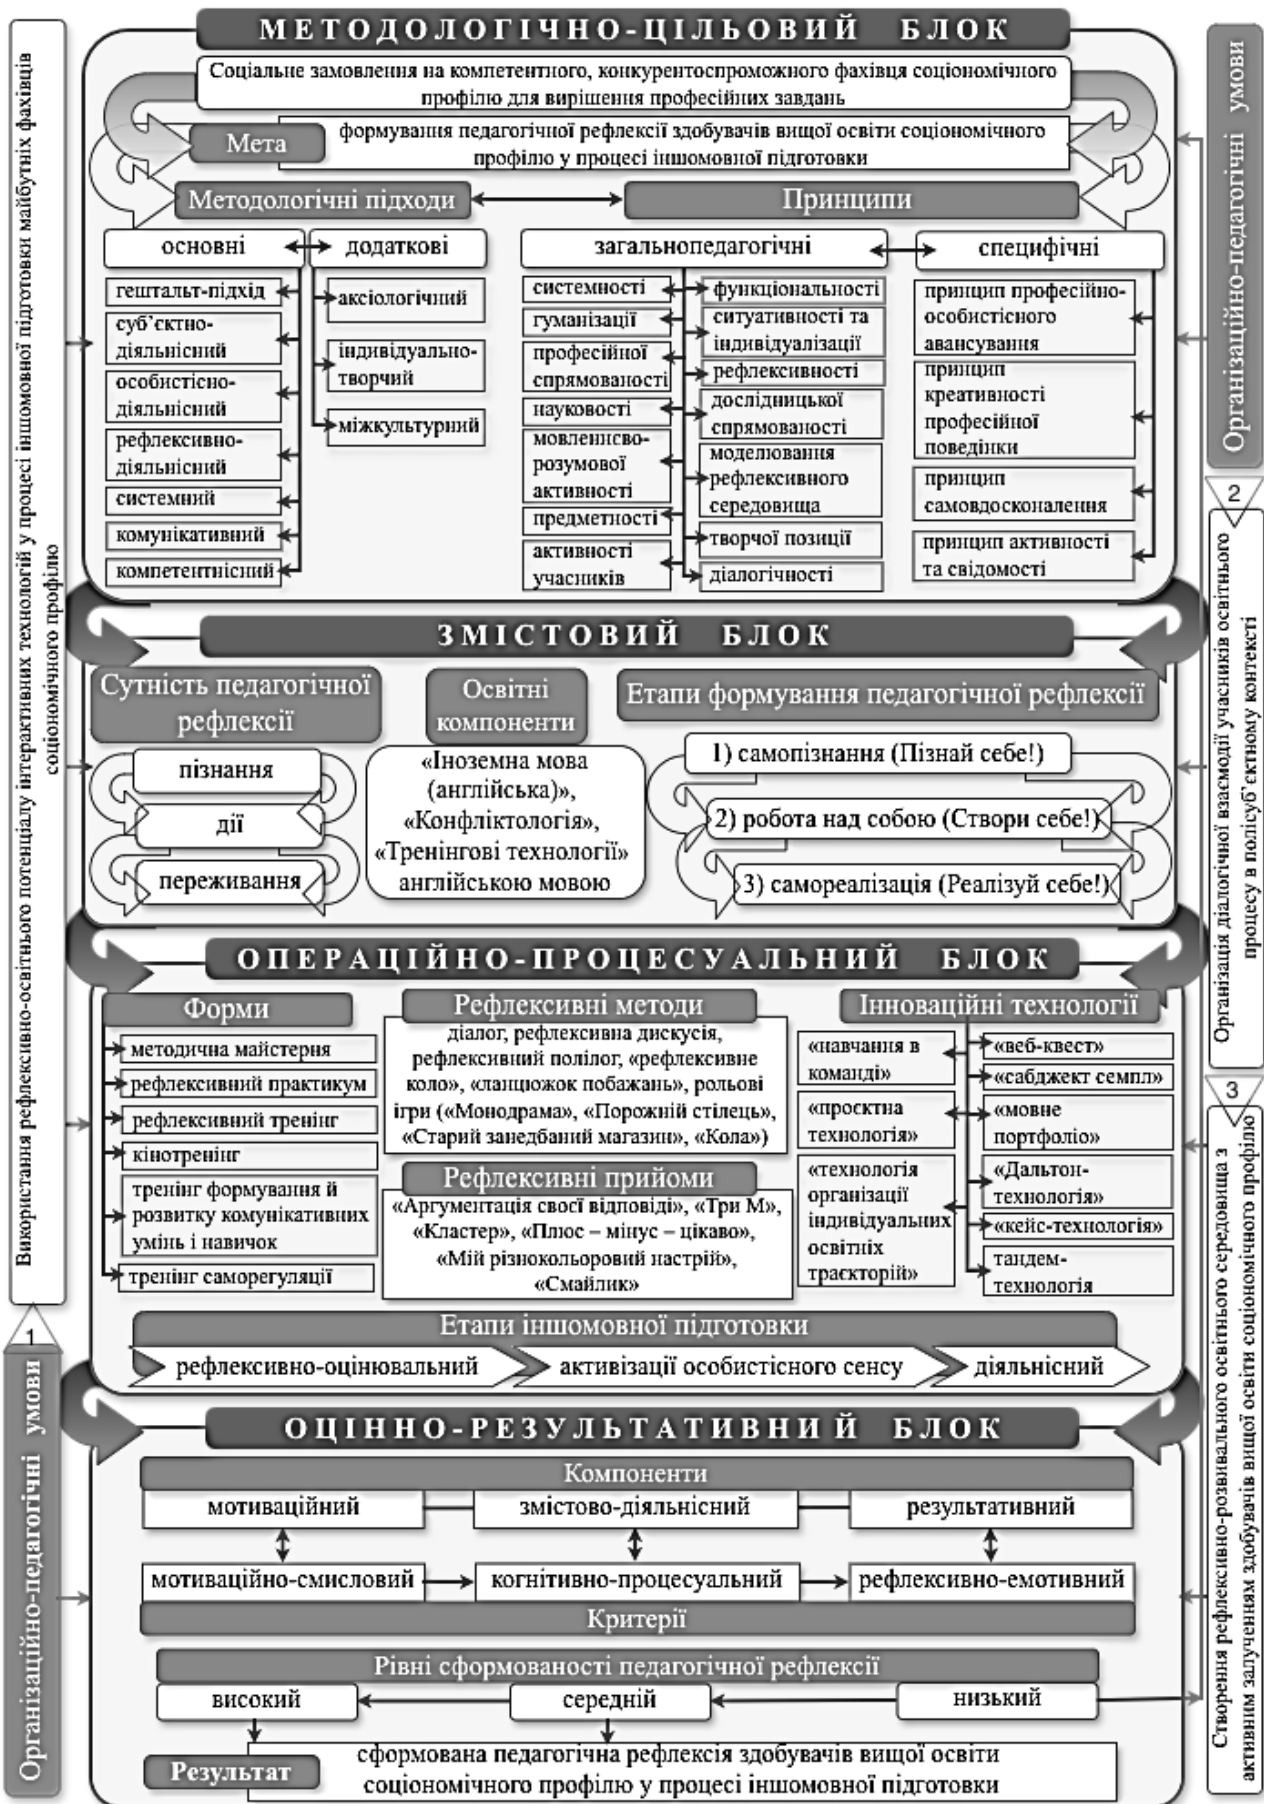 МЕТОДОЛОГІЧНО-ЦІЛЬОВИЙ БЛОК
Соціальне замовлення на компетентного, конкурентоспроможного фахівця соціономічного
профілю для вирішення професійних завдань
Мета
формування педагогічної рефлексії здобувачів вищої освіти соціономічного
профілю у процесі іншомовної підготовки
Методологічні підходи
Принципи
основні
додаткові
загальнопедагогічні
специфічні
гештальт-підхід
суб’єктно-
діяльнісний
особистісно-
діяльнісний
рефлексивно-
діяльнісний
системний
комунікативний
компетентнісний
аксіологічний
індивідуально-
творчий
міжкультурний
системності
гуманізації
професійної
спрямованості
науковості
мовленнєво-
розумової
активності
предметності
активності
учасників
функціональності
ситуативності та
індивідуалізації
рефлексивності
дослідницької
спрямованості
моделювання
рефлексивного
середовища
творчої позиції
діалогічності
принцип професійно-
особистісного
авансування
принцип
креативності
професійної
поведінки
принцип
самовдосконалення
принцип активності
та свідомості
ЗМІСТОВИЙ БЛОК
Сутність педагогічної
рефлексії
пізнання
дії
переживання
Освітні
компоненти
«Іноземна мова
(англійська)»,
«Конфліктологія»,
«Тренінгові технології»
англійською мовою
Етапи формування педагогічної рефлексії
1) самопізнання (Пізнай себе!)
2) робота над собою (Створи себе!)
3) самореалізація (Реалізуй себе!)
ОПЕРАЦІЙНО-ПРОЦЕСУАЛЬНИЙ БЛОК
Форми
методична майстерня
рефлексивний практикум
рефлексивний тренінг
кінотренінг
тренінг формування й
розвитку комунікативних
умінь і навичок
тренінг саморегуляції
Рефлексивні методи
діалог, рефлексивна дискусія,
рефлексивний полілог, «рефлексивне
коло», «ланцюжок побажань», рольові
ігри («Монодрама», «Порожній стілець»,
«Старий занедбаний магазин», «Кола»)
Рефлексивні прийоми
«Аргументація своєї відповіді», «Три М»,
«Кластер», «Плюс – мінус – цікаво»,
«Мій різнокольоровий настрій»,
«Смайлик»
Інноваційні технології
«навчання в
команді»
«проєктна
технологія»
«технологія
організації
індивідуальних
освітніх
траєкторій»
«веб-квест»
«сабджект семпл»
«мовне
портфоліо»
«Дальтон-
технологія»
«кейс-технологія»
тандем-
технологія
Етапи іншомовної підготовки
рефлексивно-оцінювальний
активізації особистісного сенсу
діяльнісний
ОЦІННО-РЕЗУЛЬТАТИВНИЙ БЛОК
Компоненти
мотиваційний
змістово-діяльнісний
результативний
мотиваційно-смисловий
когнітивно-процесуальний
рефлексивно-емотивний
Критерії
Рівні сформованості педагогічної рефлексії
високий
середній
низький
Результат
сформована педагогічна рефлексія здобувачів вищої освіти
соціономічного профілю у процесі іншомовної підготовки
Організаційно-педагогічні умови
1
Використання рефлексивно-освітнього потенціалу інтерактивних технологій у процесі іншомовної підготовки майбутніх фахівців
соціономічного профілю
Організаційно-педагогічні умови
2
Організація діалогічної взаємодії учасників освітнього
процесу в полісуб’єктному контексті
3
Створення рефлексивно-розвивального освітнього середовища з
активним залученням здобувачів вищої освіти соціономічного профілю